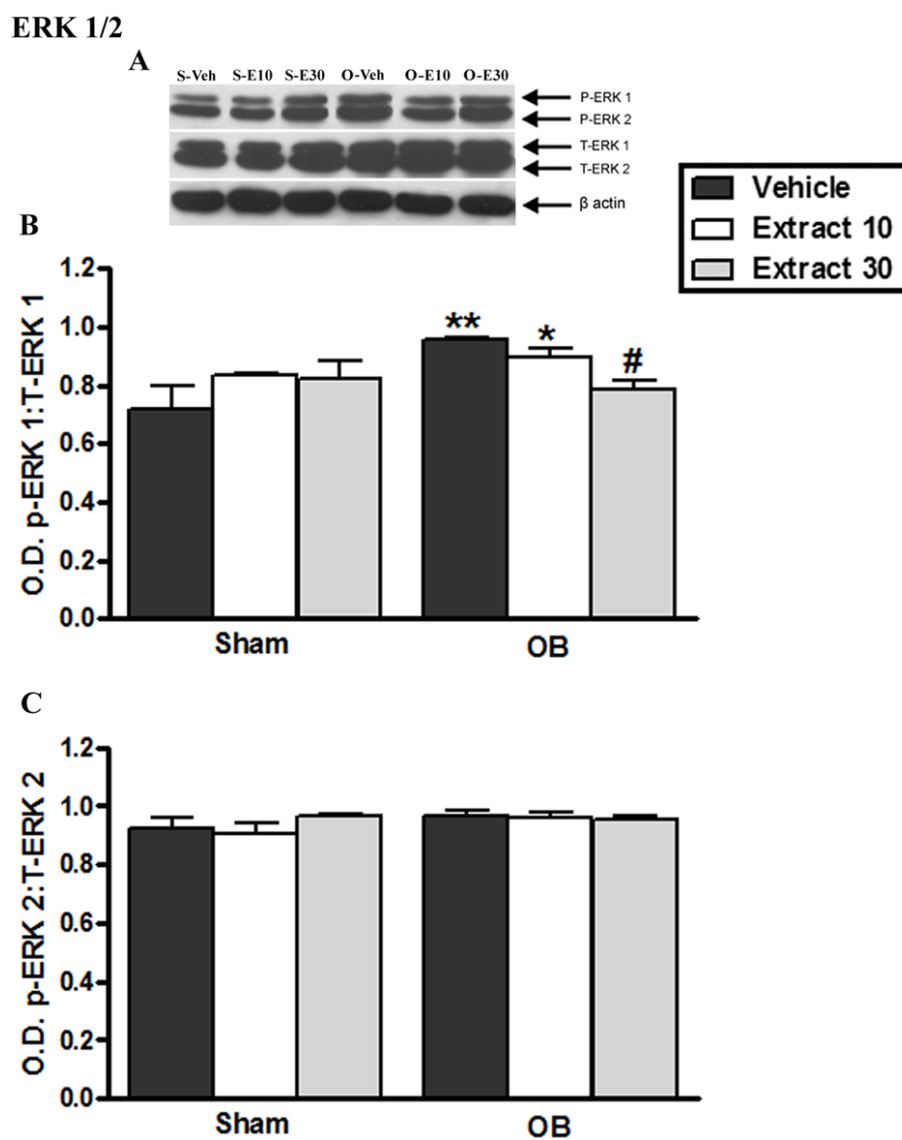 ERK 1/2
A
S-Veh S-E10 S-E30 O-Veh O-E10 O-E30
P-ERK 1
P-ERK 2
T-ERK 1
T-ERK 2
β actin
Vehicle
Extract 10
Extract 30
B
O.D. p-ERK 1:T-ERK 1
1.2
1.0
0.8
0.6
0.4
0.2
0.0
** * #
Sham OB
C
O.D. p-ERK 2:T-ERK 2
1.2
1.0
0.8
0.6
0.4
0.2
0.0
Sham OB